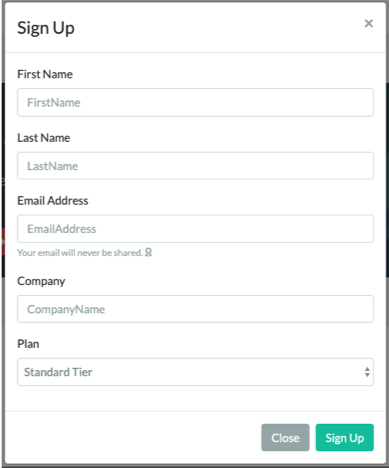 Sign Up
×
First Name
FirstName
Last Name
LastName
Email Address
EmailAddress
Your email will never be shared.
Company
CompanyName
Plan
Standard Tier
Close
Sign Up